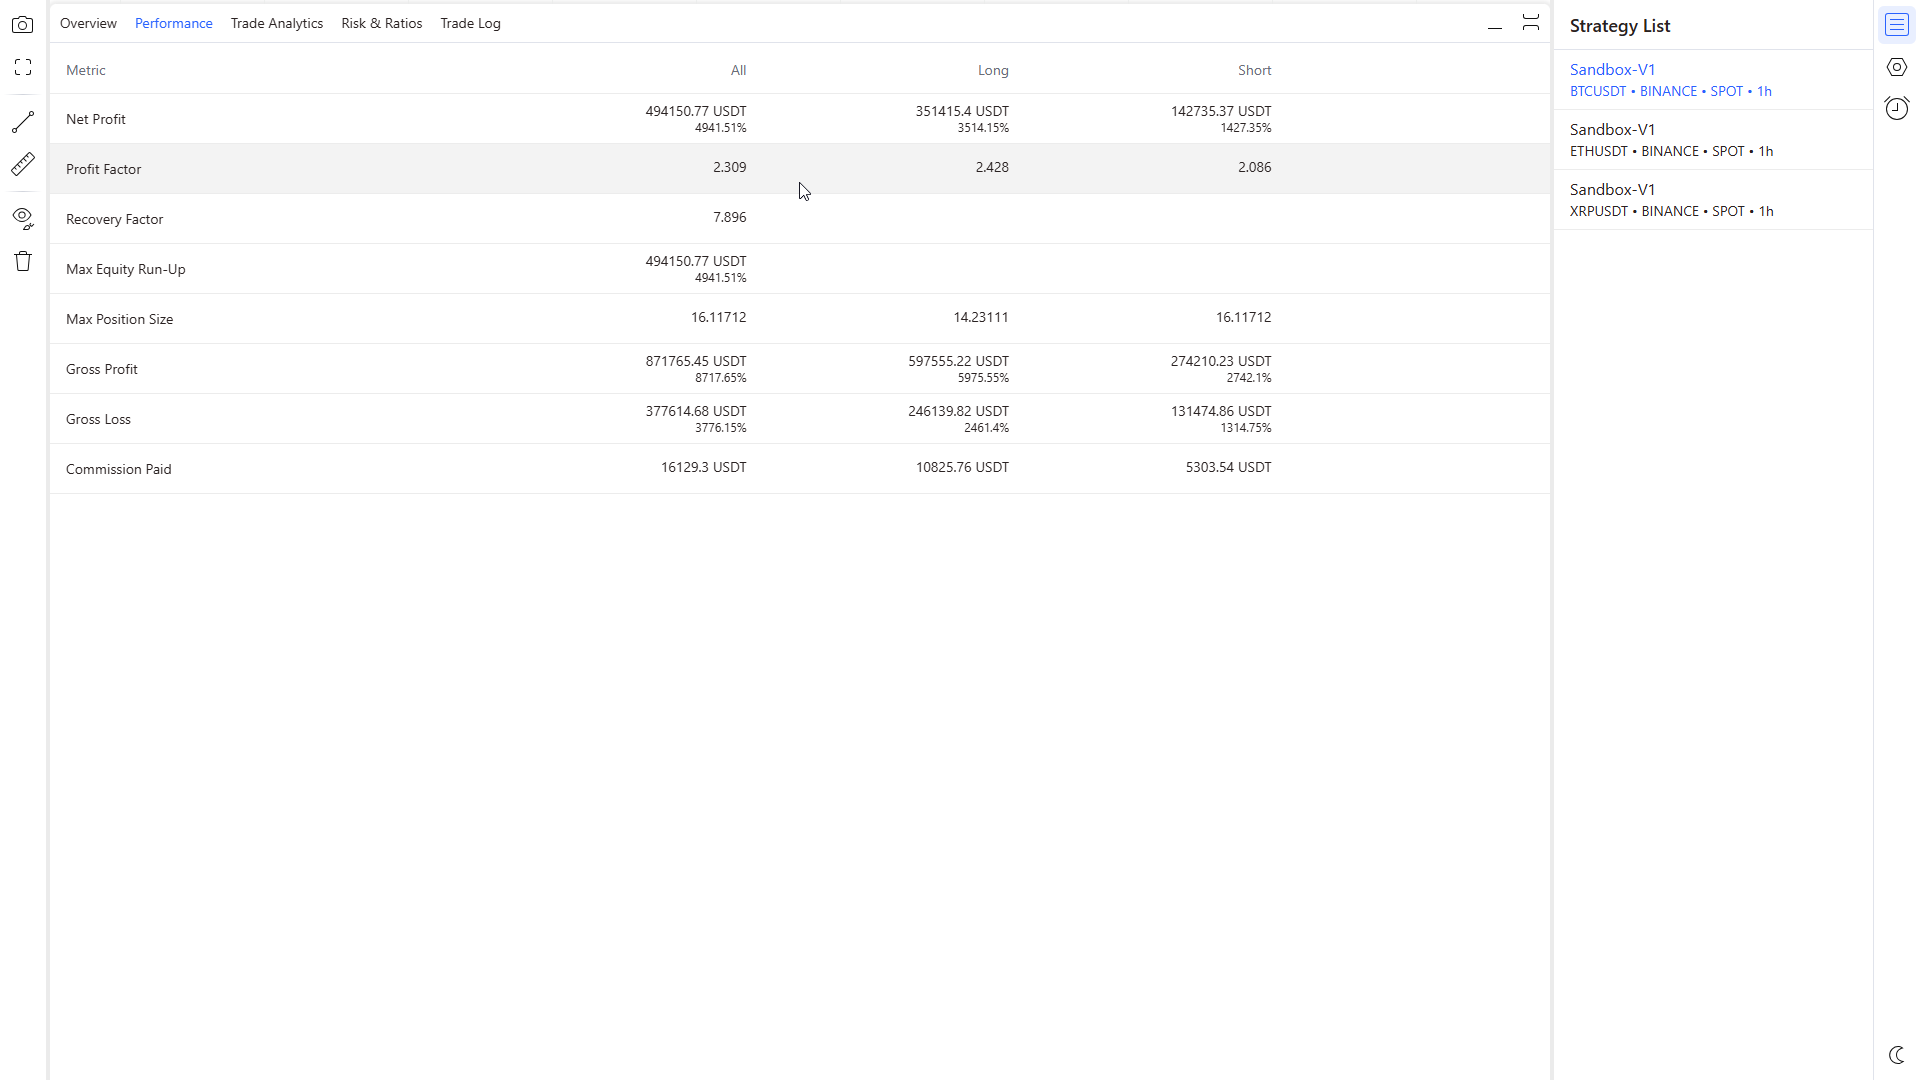 Overview Performance Trade Analytics Risk & Ratios Trade Log
Metric All Long Short
Net Profit 494150.77 USDT 351415.4 USDT 142735.37 USDT
4941.51% 3514.15% 1427.35%
Profit Factor 2.309 2.428 2.086
Recovery Factor 7.896
Max Equity Run-Up 494150.77 USDT
4941.51%
Max Position Size 16.11712 14.23111 16.11712
Gross Profit 871765.45 USDT 597555.22 USDT 274210.23 USDT
8717.65% 5975.55% 2742.1%
Gross Loss 377614.68 USDT 246139.82 USDT 131474.86 USDT
3776.15% 2461.4% 1314.75%
Commission Paid 16129.3 USDT 10825.76 USDT 5303.54 USDT
Strategy List
Sandbox-V1
BTCUSDT • BINANCE • SPOT • 1h
Sandbox-V1
ETHUSDT • BINANCE • SPOT • 1h
Sandbox-V1
XRPUSDT • BINANCE • SPOT • 1h